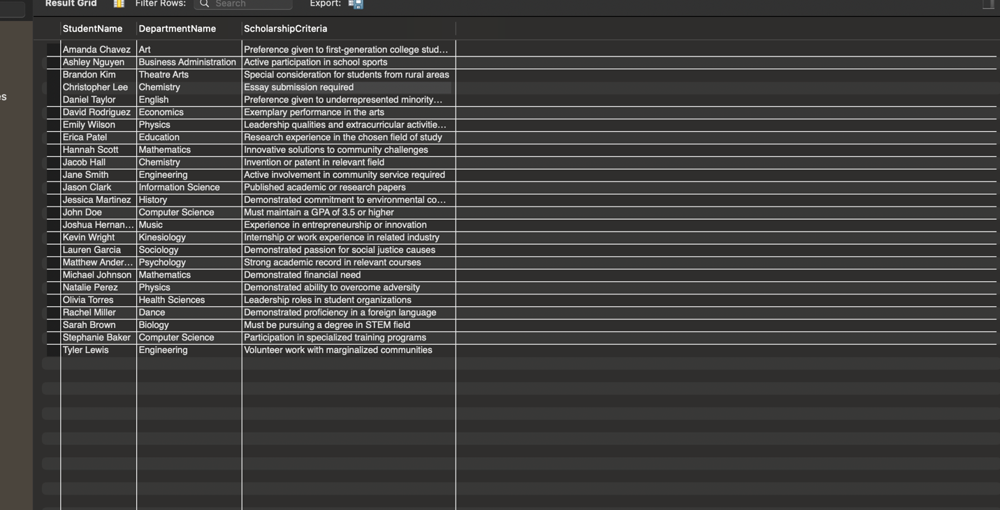 Result Grid Filter Rows: Search Export:
StudentName DepartmentName ScholarshipCriteria
Amanda Chavez Art Preference given to first-generation college stud...
Ashley Nguyen Business Administration Active participation in school sports
Brandon Kim Theatre Arts Special consideration for students from rural areas
Christopher Lee Chemistry Essay submission required
es
Daniel Taylor English Preference given to underrepresented minority...
David Rodriguez Economics Exemplary performance in the arts
Emily Wilson Physics Leadership qualities and extracurricular activitie...
Erica Patel Education Research experience in the chosen field of study
Hannah Scott Mathematics Innovative solutions to community challenges
Jacob Hall Chemistry Invention or patent in relevant field
Jane Smith Engineering Active involvement in community service required
Jason Clark Information Science Published academic or research papers
Jessica Martinez History Demonstrated commitment to environmental co...
John Doe Computer Science Must maintain a GPA of 3.5 or higher
Joshua Hernan... Music Experience in entrepreneurship or innovation
Kevin Wright Kinesiology Internship or work experience in related industry
Lauren Garcia Sociology Demonstrated passion for social justice causes
Matthew Ander... Psychology Strong academic record in relevant courses
Michael Johnson Mathematics Demonstrated financial need
Natalie Perez Physics Demonstrated ability to overcome adversity
Olivia Torres Health Sciences Leadership roles in student organizations
Rachel Miller Dance Demonstrated proficiency in a foreign language
Sarah Brown Biology Must be pursuing a degree in STEM field
Stephanie Baker Computer Science Participation in specialized training programs
Tyler Lewis Engineering Volunteer work with marginalized communities